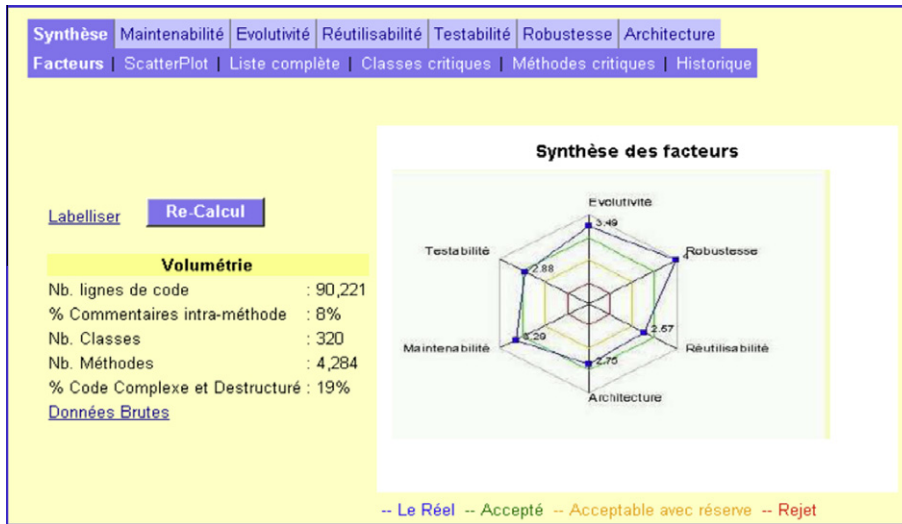 Synthèse Maintenabilité Evolutivité Réutilisabilité Testabilité Robustesse Architecture
Facteurs | ScatterPlot | Liste complète | Classes critiques | Méthodes critiques | Historique
Labelliser Re-Calcul
Volumétrie
Nb. lignes de code : 90,221
% Commentaires intra-méthode : 8%
Nb. Classes : 320
Nb. Méthodes : 4,284
% Code Complexe et Destructuré : 19%
Données Brutes
Synthèse des facteurs
Evolutivité
3.49
Testabilité
Robustesse
4
2.88
2.57
Maintenabilité
3.29
Réutilisabilité
2.75
Architecture
-- Le Réel -- Accepté -- Acceptable avec réserve -- Rejet